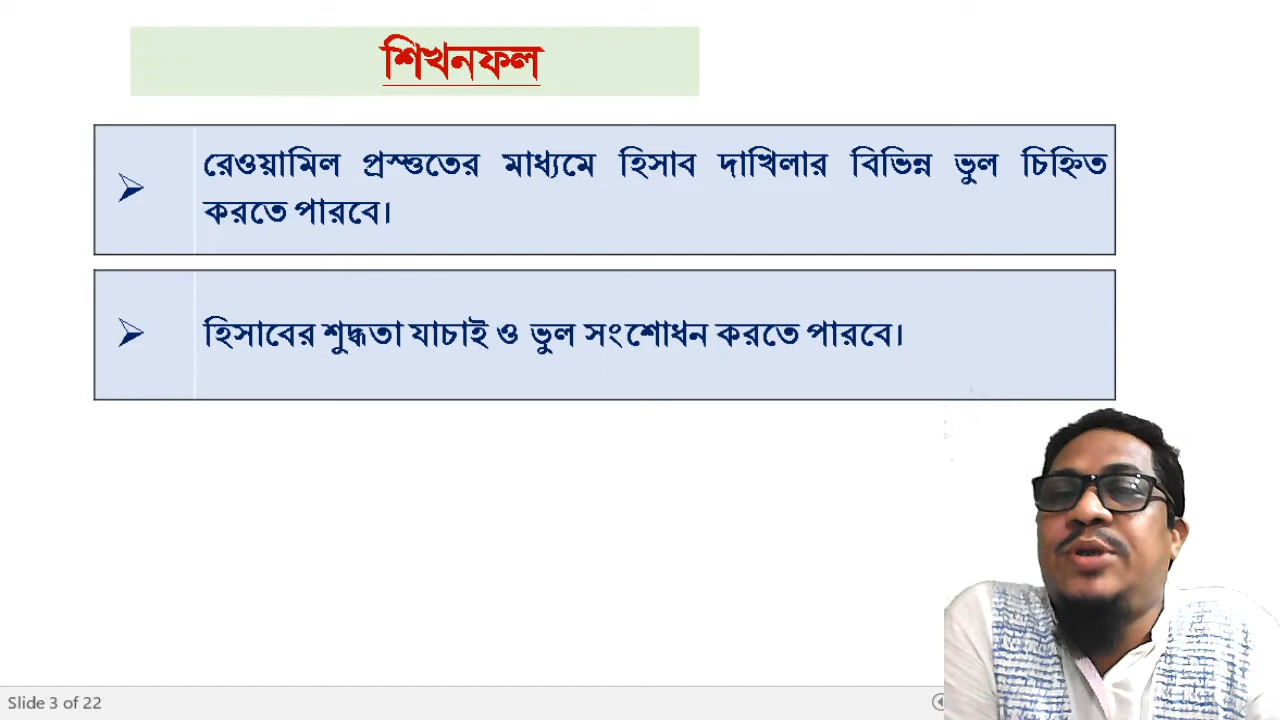 শিখনফল
রেওয়ামিল প্রস্তুতের মাধ্যমে হিসাব দাখিলার বিভিন্ন ভুল চিহ্নিত
করতে পারবে।
হিসাবের শুদ্ধতা যাচাই ও ভুল সংশোধন করতে পারবে।
Slide 3 of 22